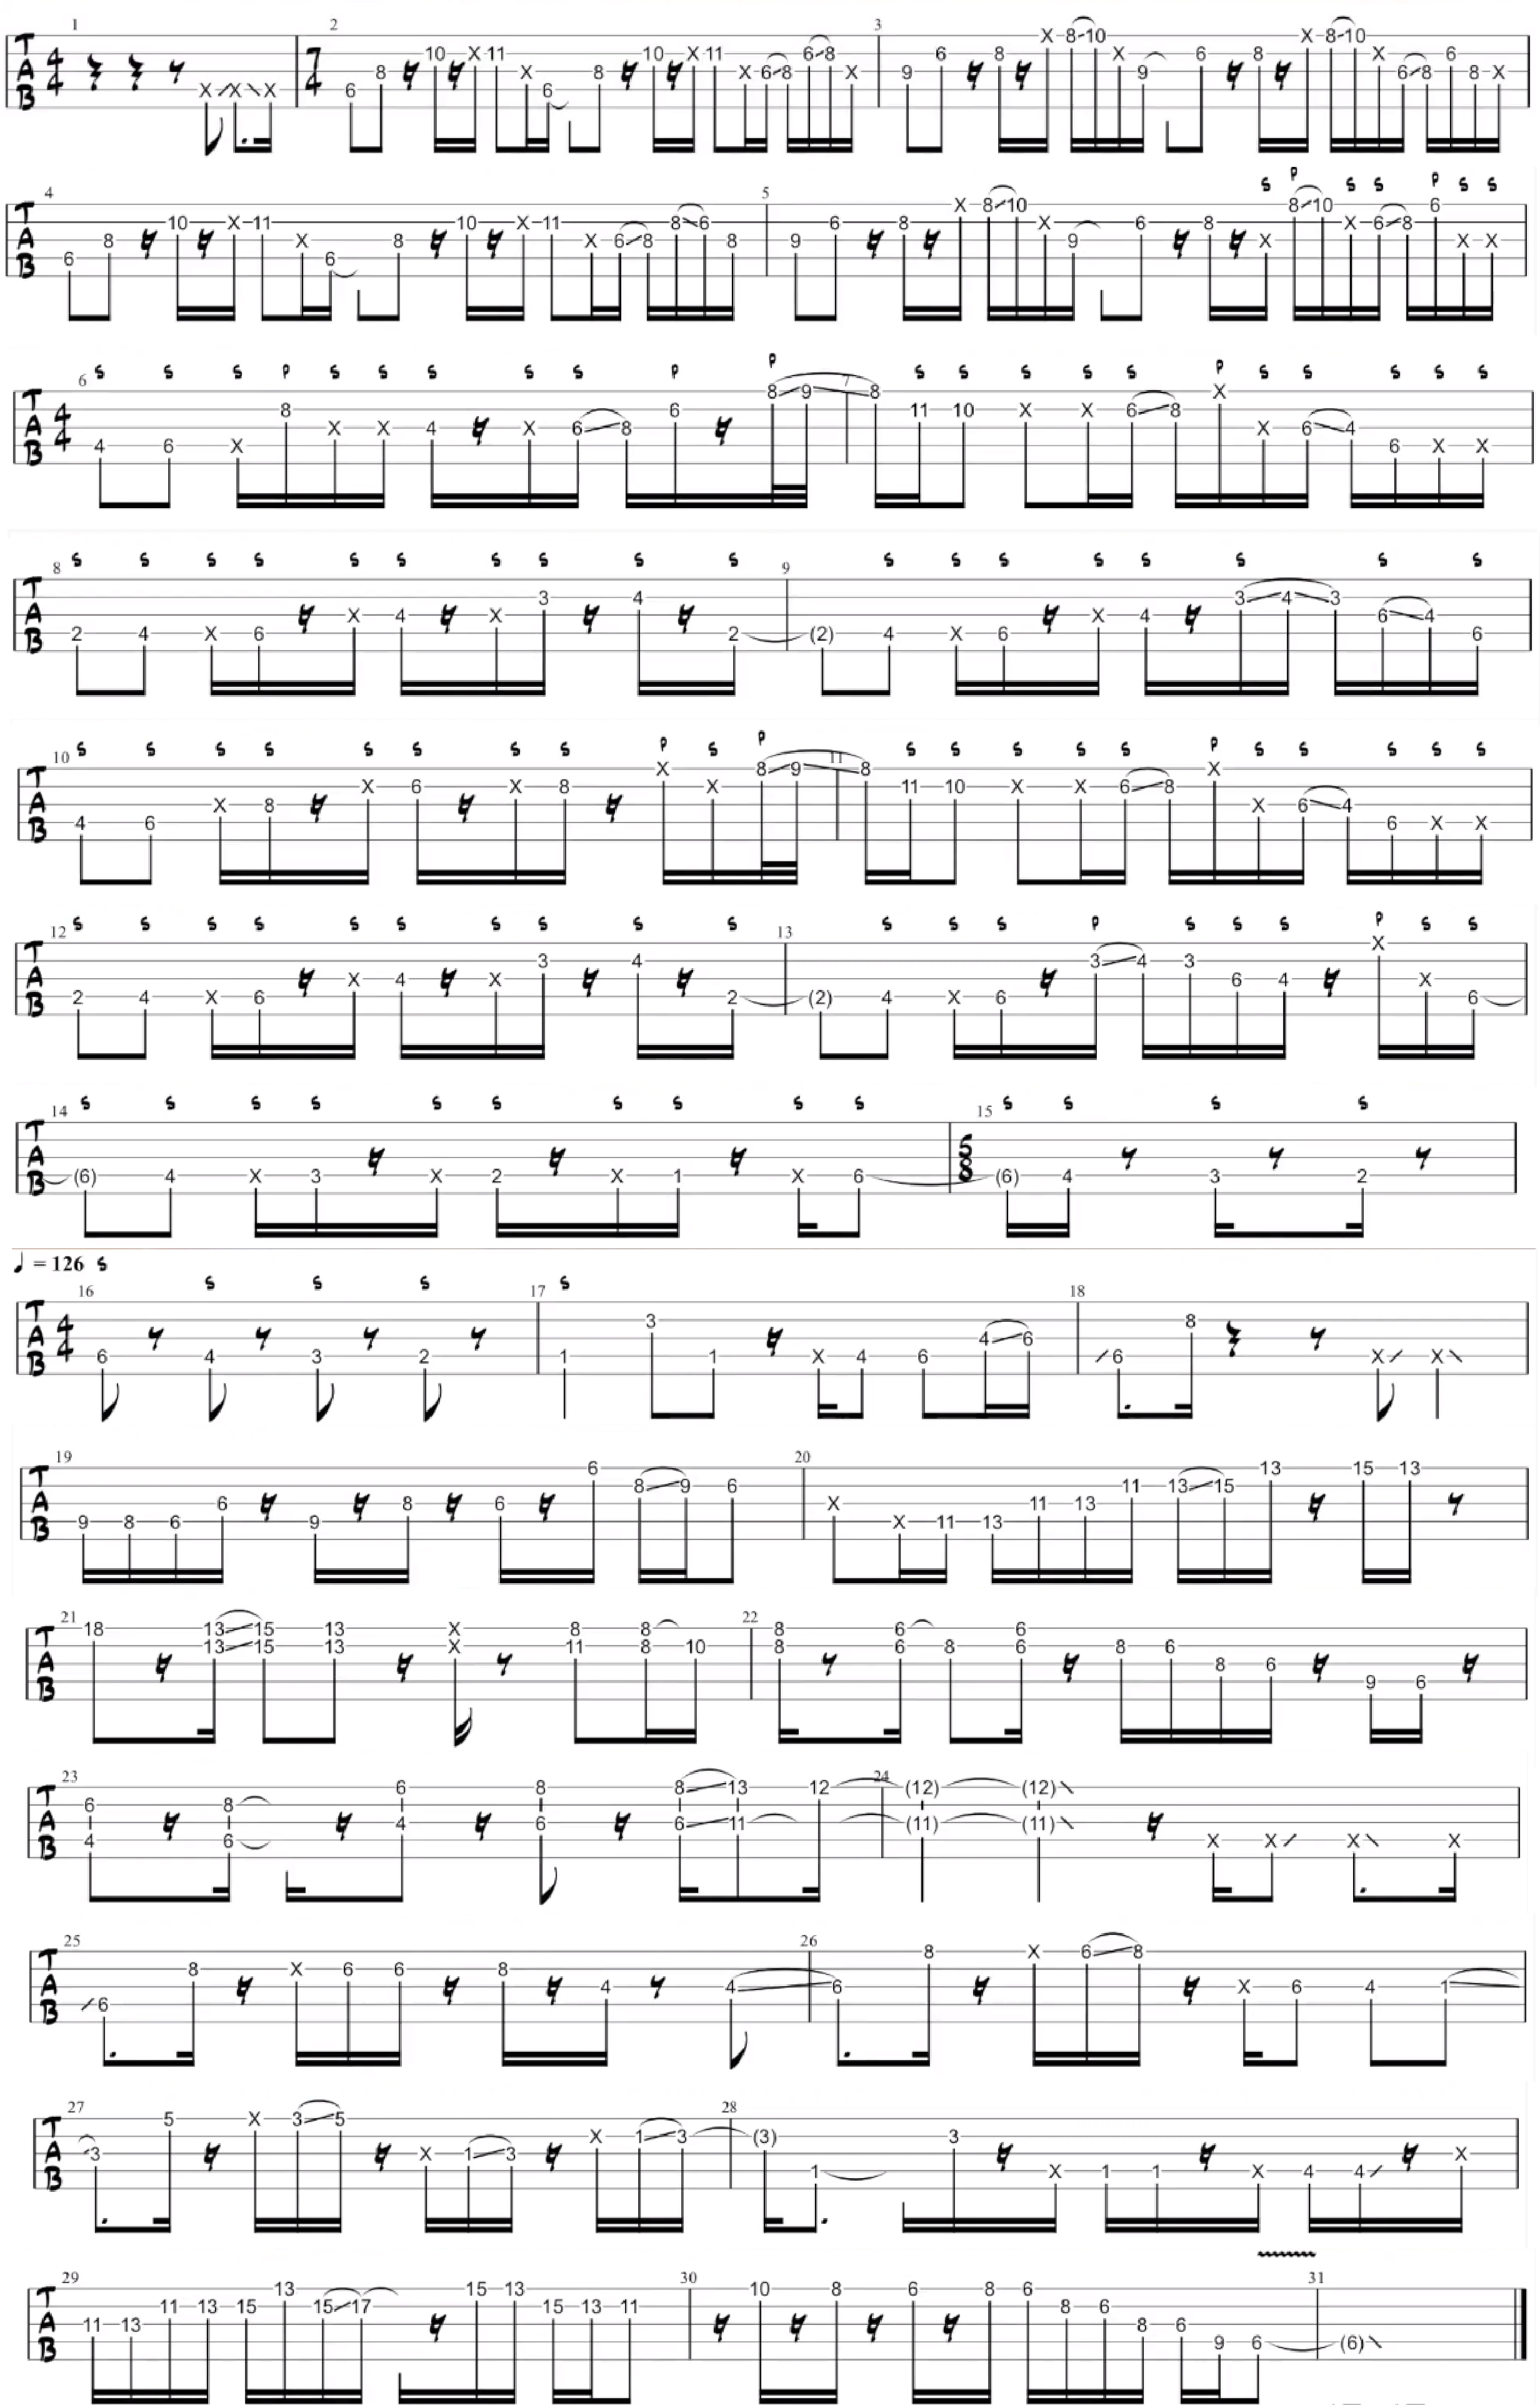 1 2 3
T X 8 10 X 8 10
4 7 10 X 11 10 X 11 6 8 6 8 X 6 8 X 6
A 4 4 8 X 8 X 6 8 X 9 9 6 8 8 X
B X X X 6 6
4 5 s p s s p s s
T X 8 10 8 10 6
10 X 11 10 X 11 8 6 6 8 X 6 8 X 6 8
A 8 X 8 X 6 8 8 9 9 X X X
B 6 6
s s s p s s s s s p p s s s s s p s s s s s
6 7
T 8 9 8 X
4 8 6 11 10 X X 6 8
A 4 X X 4 X 6 8 X 6 4
B 4 6 X 6 X X
s s s s s s s s s s s s s s s s s s
8 9
T
3 4 3 4 3
A X 4 X X 4 6 4
B 2 4 X 6 2 (2) 4 X 6 6
s s s s s s s s p s p s s s s s p s s s s s
10 11
T X 8 9 8 X
X 6 X 8 X 11 10 X X 6 8
A X 8 X 6 4
B 4 6 6 X X
s s s s s s s s s s s s s p s s s p s s
12 13
T X
3 4 3 4 3
A X 4 X 6 4 X
B 2 4 X 6 2 (2) 4 X 6 6
s s s s s s s s s s s s s s
14 15
T
A 5 8
B (6) 4 X 3 X 2 X 1 X 6 (6) 4 3 2
= 126 s s s s s
16 17 18
T
4 3 8
A 4 4 6
B 6 4 3 2 1 1 X 4 6 6 X X
19 20
T 6 13 15 13
8 9 6 11 13 15
A 6 8 6 X 11 13
B 9 8 6 9 X 11 13
21 22
T 18 13 15 13 X 8 8 8 6 6
13 15 13 X 11 8 10 8 6 8 6 8 6
A 8 6
B 9 6
23 24
T 6 8 8 13 12 (12) (12)
6 8
A 4 6 6 11 (11) (11)
B 4 6 X X X X
25 26
T 8 X 6 8
8 X 6 6 8
A 4 4 6 X 6 4 1
B 6
27 28
T 5 X 3 5
X 1 3 (3) 3
A 3 X 1 3 X
B 1 X 1 1 X 4 4
29 30 31
T 13 15 13 10 8 6 8 6
11 13 15 15 17 15 13 11 8 6
A 11 13 8 6
B 9 6 (6)